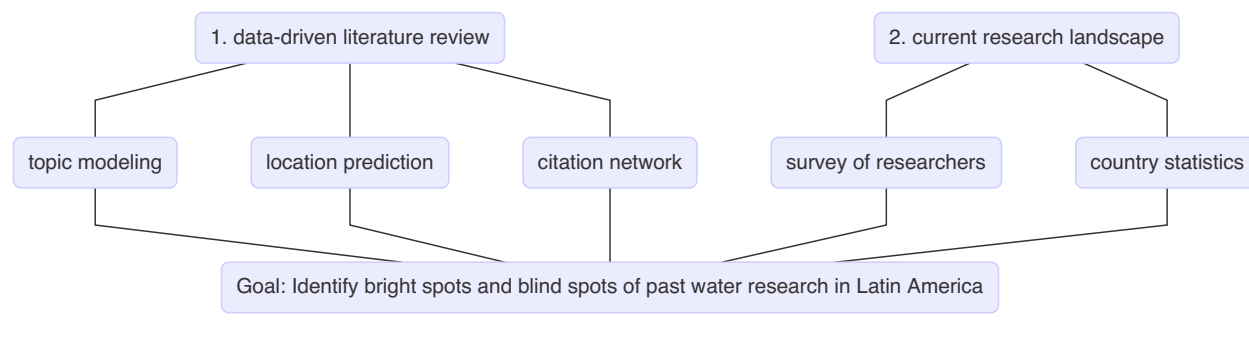 1. data-driven literature review
2. current research landscape
topic modeling
location prediction
citation network
survey of researchers
country statistics
Goal: Identify bright spots and blind spots of past water research in Latin America